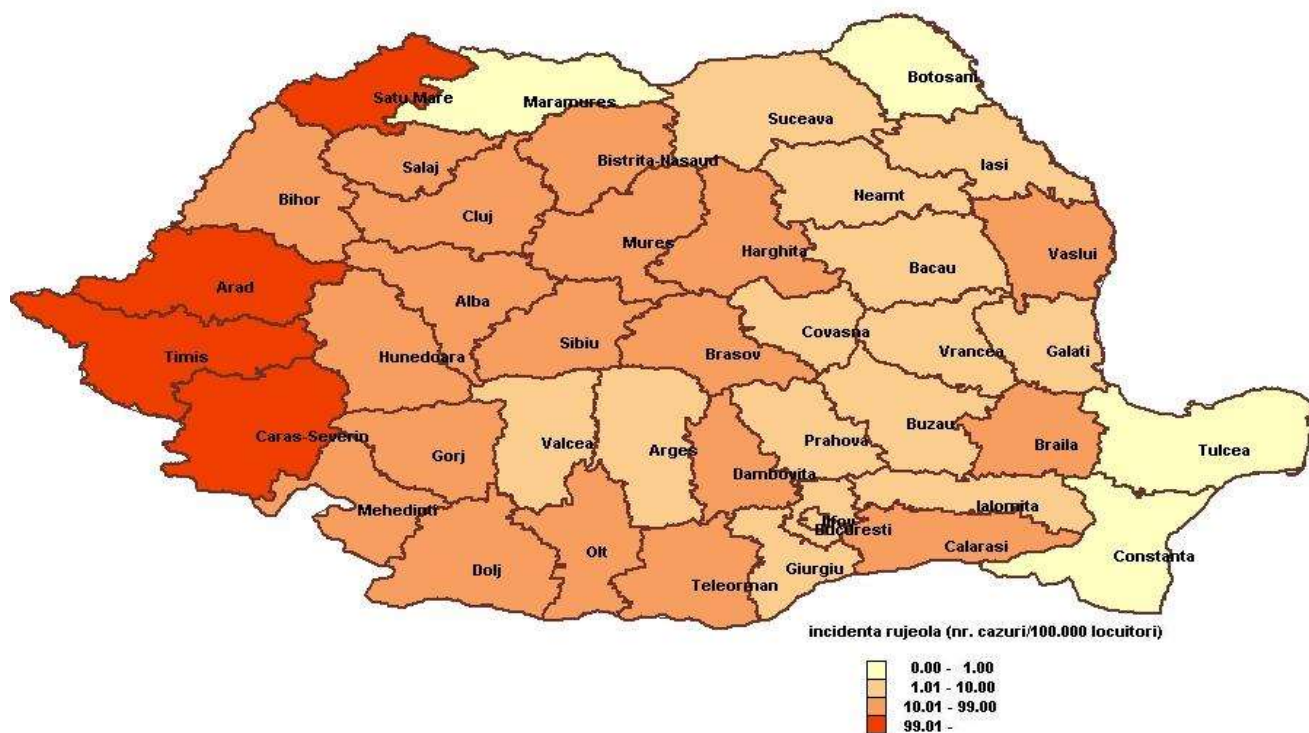 Botosani
Satu Mare
Maramures
Suceava
Iasi
Salaj
Bistrita-Nasaud
Bihor
Neamt
Cluj
Mures
Harghita
Vaslui
Bacau
Arad
Alba
Covasna
Sibiu
Brasov
Vrancea
Galati
Timis
Hunedoara
Caras-Severin
Valcea
Prahova
Buzau
Gorj
Arges
Braila
Tulcea
Dambovita
Mehedinti
Ialomita
Ilfov
Bucuresti
Calarasi
Olt
Constanta
Dolj
Giurgiu
Teleorman
incidenta rujeola (nr. cazuri/100.000 locuitori)
0.00 - 1.00
1.01 - 10.00
10.01 - 99.00
99.01 -